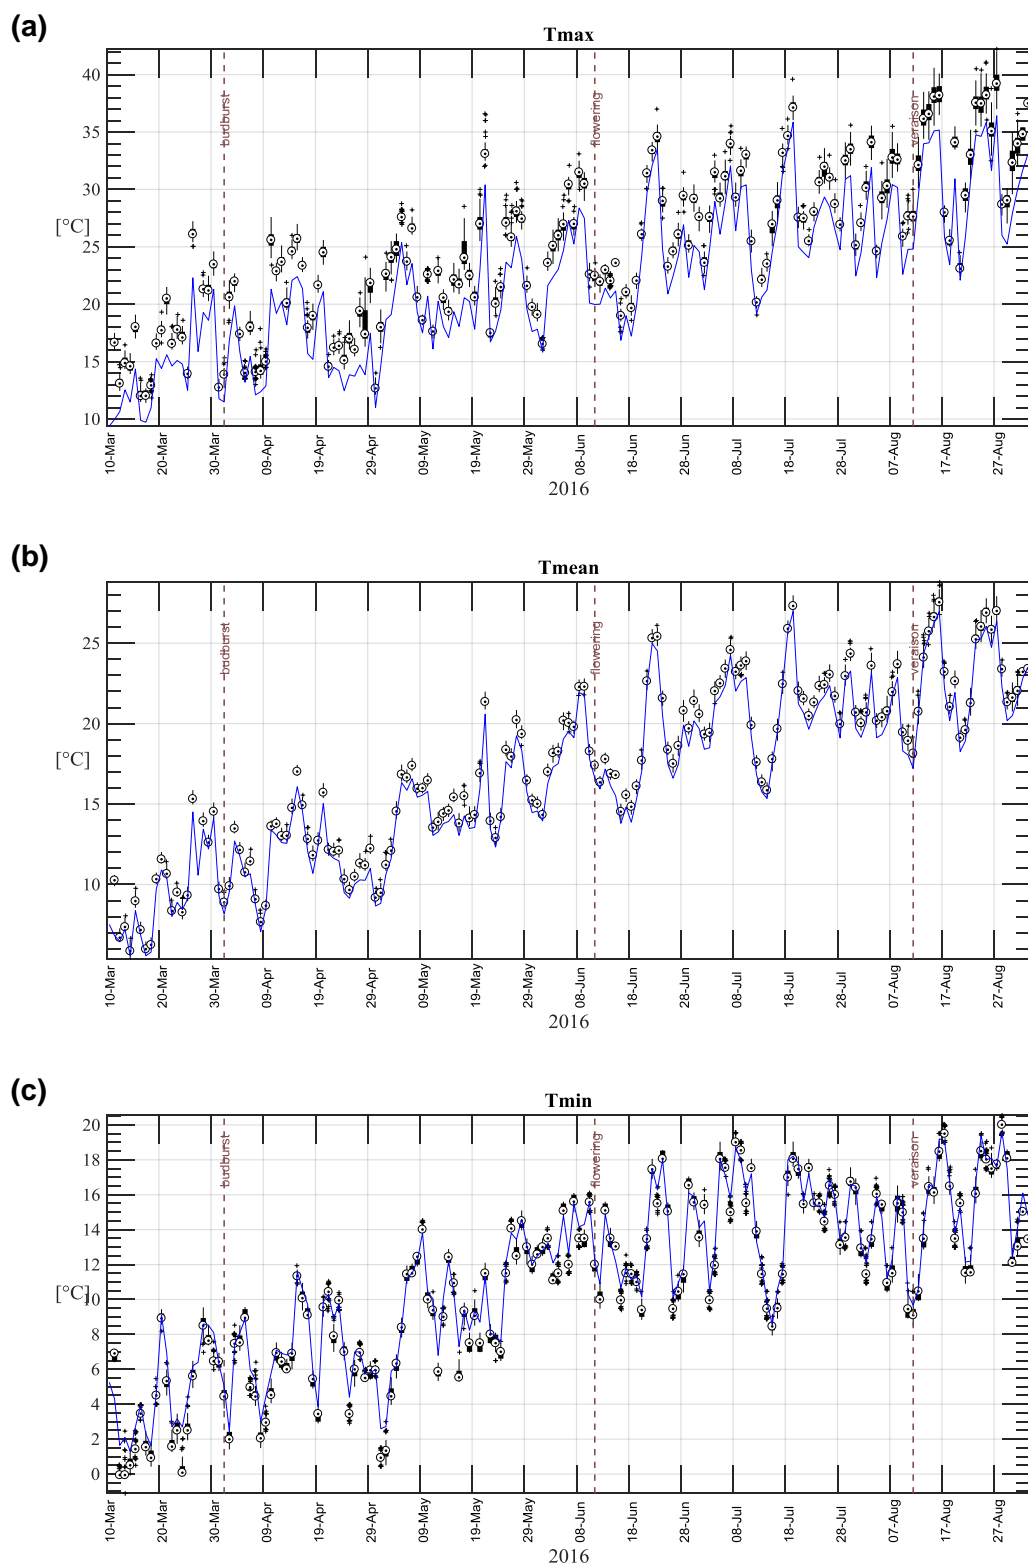 (a)
Tmax
40
35
30
25
20
15
10
[°C]
budburst
flowering
veraison
10-Mar
20-Mar
30-Mar
09-Apr
19-Apr
29-Apr
09-May
19-May
29-May
08-Jun
18-Jun
28-Jun
08-Jul
18-Jul
28-Jul
07-Aug
17-Aug
27-Aug
2016
(b)
Tmean
25
20
15
10
[°C]
budburst
flowering
veraison
10-Mar
20-Mar
30-Mar
09-Apr
19-Apr
29-Apr
09-May
19-May
29-May
08-Jun
18-Jun
28-Jun
08-Jul
18-Jul
28-Jul
07-Aug
17-Aug
27-Aug
2016
(c)
Tmin
20
18
16
14
12
10
8
6
4
2
0
[°C]
budburst
flowering
veraison
10-Mar
20-Mar
30-Mar
09-Apr
19-Apr
29-Apr
09-May
19-May
29-May
08-Jun
18-Jun
28-Jun
08-Jul
18-Jul
28-Jul
07-Aug
17-Aug
27-Aug
2016